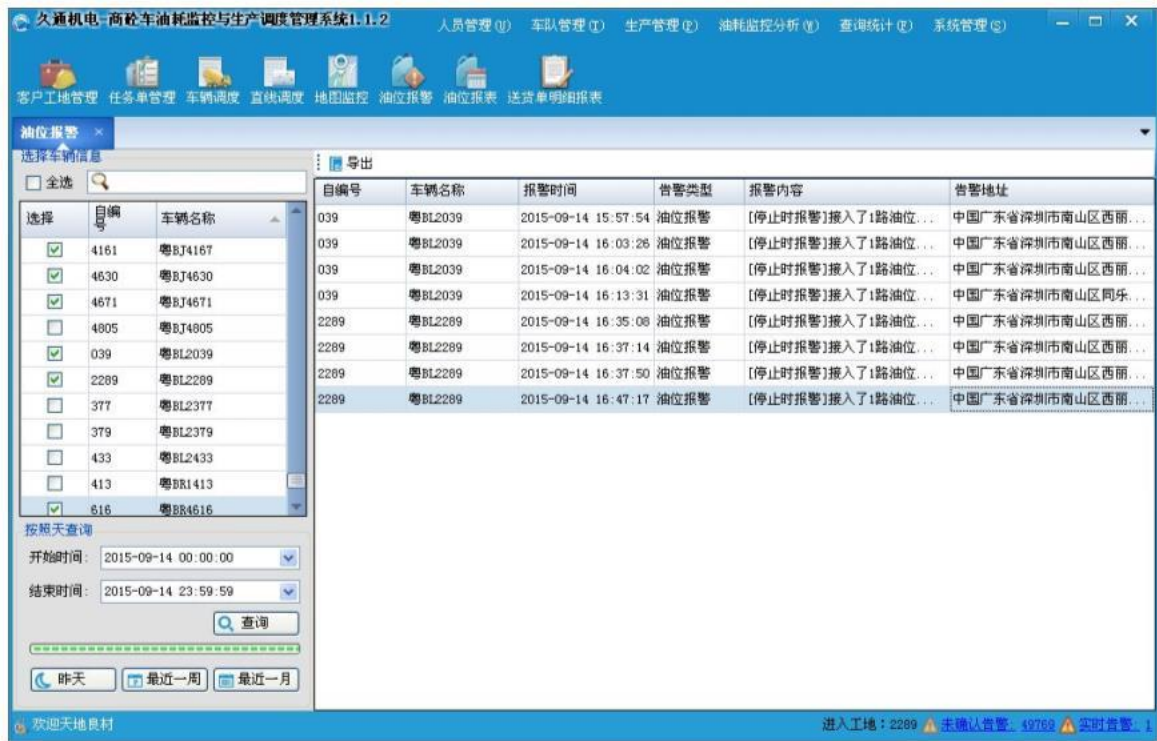 久通机电-商砼车油耗监控与生产调度管理系统1.1.2
人员管理(U) 车队管理(T) 生产管理(P) 油耗监控分析(W) 查询统计(R) 系统管理(S)
客户工地管理 任务单管理 车辆调度 直线调度 地图监控 油位报警 油位报表 送货单明细报表
油位报警 ×
选择车辆信息
全选
选择 自编号 车辆名称
4161 粤BJ4167
4630 粤BJ4630
4671 粤BJ4671
4805 粤BJ4805
039 粤BL2039
2289 粤BL2289
377 粤BL2377
379 粤BL2379
433 粤BL2433
413 粤BR1413
616 粤BR4616
按照天查询
开始时间: 2015-09-14 00:00:00
结束时间: 2015-09-14 23:59:59
查询
昨天 最近一周 最近一月
导出
自编号 车辆名称 报警时间 告警类型 报警内容 告警地址
039 粤BL2039 2015-09-14 15:57:54 油位报警 [停止时报警]接入了1路油位... 中国广东省深圳市南山区西丽...
039 粤BL2039 2015-09-14 16:03:26 油位报警 [停止时报警]接入了1路油位... 中国广东省深圳市南山区西丽...
039 粤BL2039 2015-09-14 16:04:02 油位报警 [停止时报警]接入了1路油位... 中国广东省深圳市南山区西丽...
039 粤BL2039 2015-09-14 16:13:31 油位报警 [停止时报警]接入了1路油位... 中国广东省深圳市南山区同乐...
2289 粤BL2289 2015-09-14 16:35:08 油位报警 [停止时报警]接入了1路油位... 中国广东省深圳市南山区西丽...
2289 粤BL2289 2015-09-14 16:37:14 油位报警 [停止时报警]接入了1路油位... 中国广东省深圳市南山区西丽...
2289 粤BL2289 2015-09-14 16:37:50 油位报警 [停止时报警]接入了1路油位... 中国广东省深圳市南山区西丽...
2289 粤BL2289 2015-09-14 16:47:17 油位报警 [停止时报警]接入了1路油位... 中国广东省深圳市南山区西丽...
欢迎天地良材
进入工地:2289 未确认告警: 49769 实时告警: 1